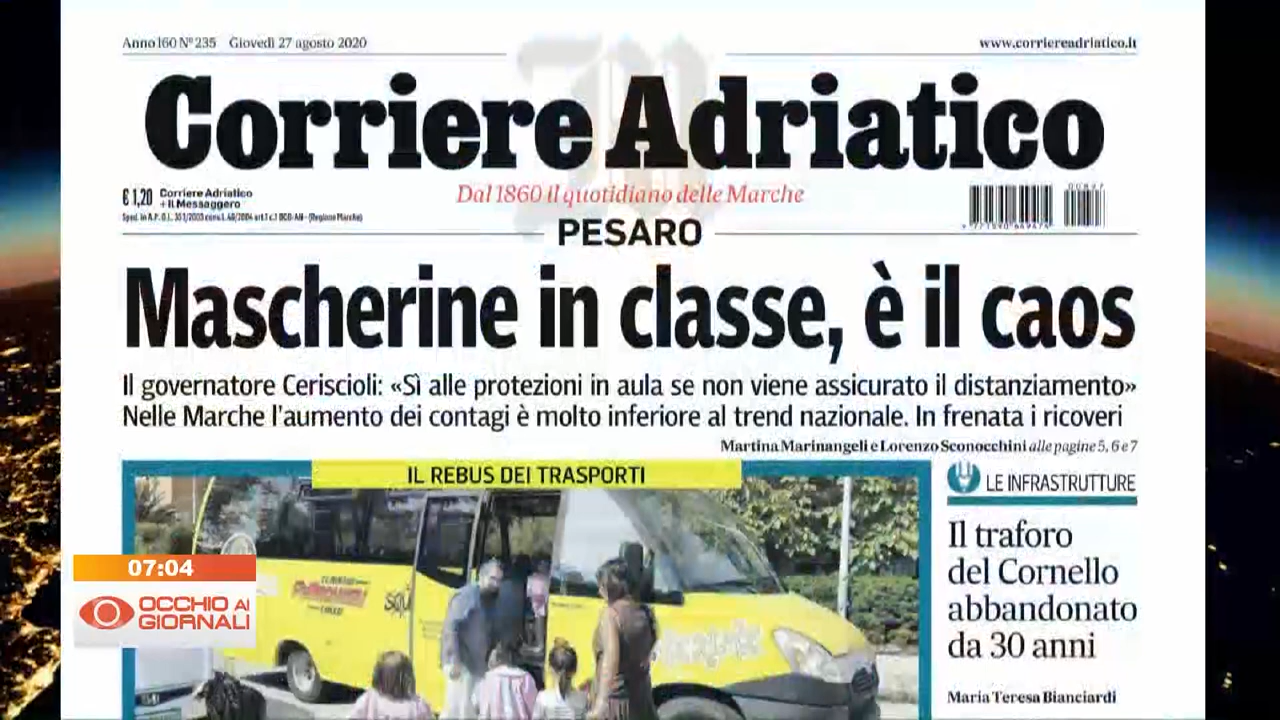 Anno 160 N° 235 Giovedì 27 agosto 2020
www.corriereadriatico.it
Corriere Adriatico
€ 1,20 Corriere Adriatico
+ Il Messaggero
Dal 1860 il quotidiano delle Marche
PESARO
Mascherine in classe, è il caos
Il governatore Ceriscioli: «Sì alle protezioni in aula se non viene assicurato il distanziamento»
Nelle Marche l'aumento dei contagi è molto inferiore al trend nazionale. In frenata i ricoveri
Martina Marinangeli e Lorenzo Sconocchini alle pagine 5, 6 e 7
IL REBUS DEI TRASPORTI
LE INFRASTRUTTURE
Il traforo
del Cornello
abbandonato
da 30 anni
Maria Teresa Bianciardi
07:04
OCCHIO AI
GIORNALI